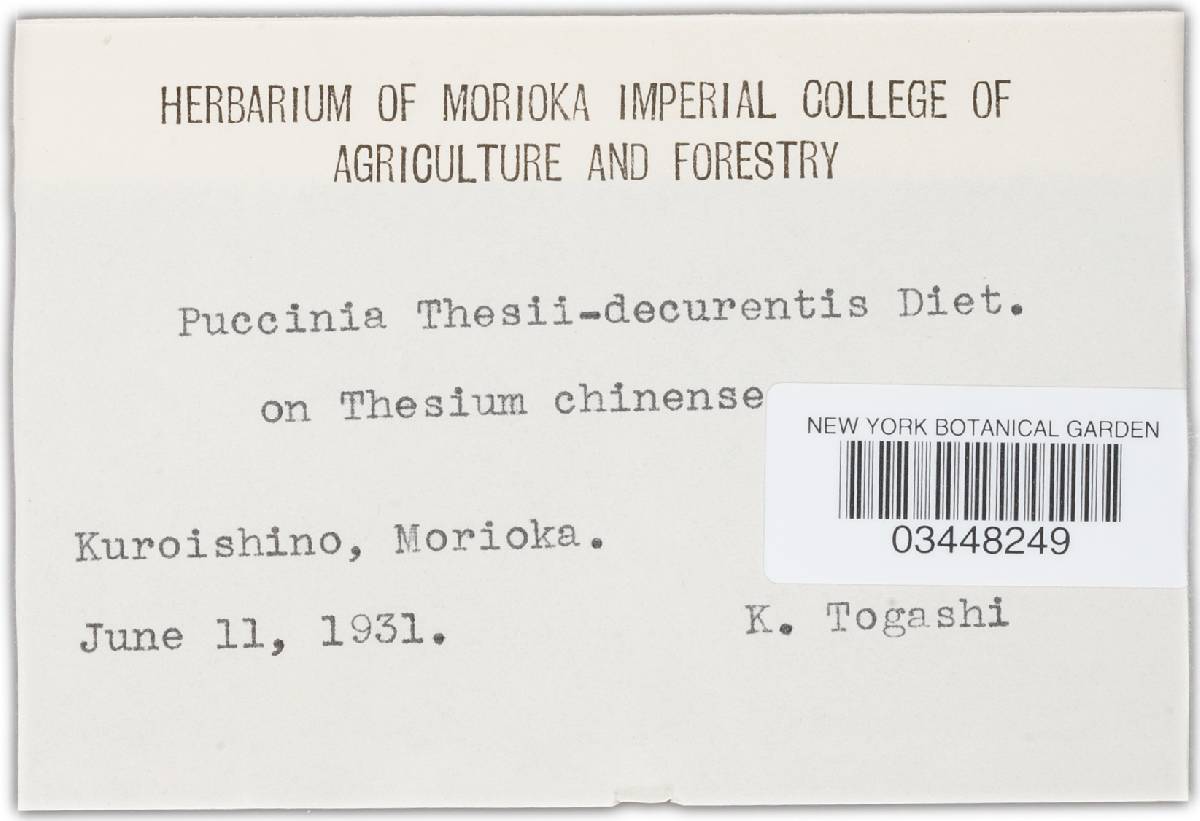 HERBARIUM OF MORIOKA IMPERIAL COLLEGE OF
AGRICULTURE AND FORESTRY
Puccinia Thesii-decurentis Diet.
on Thesium chinense
NEW YORK BOTANICAL GARDEN
03448249
Kuroishino, Morioka.
June 11, 1931.
K. Togashi